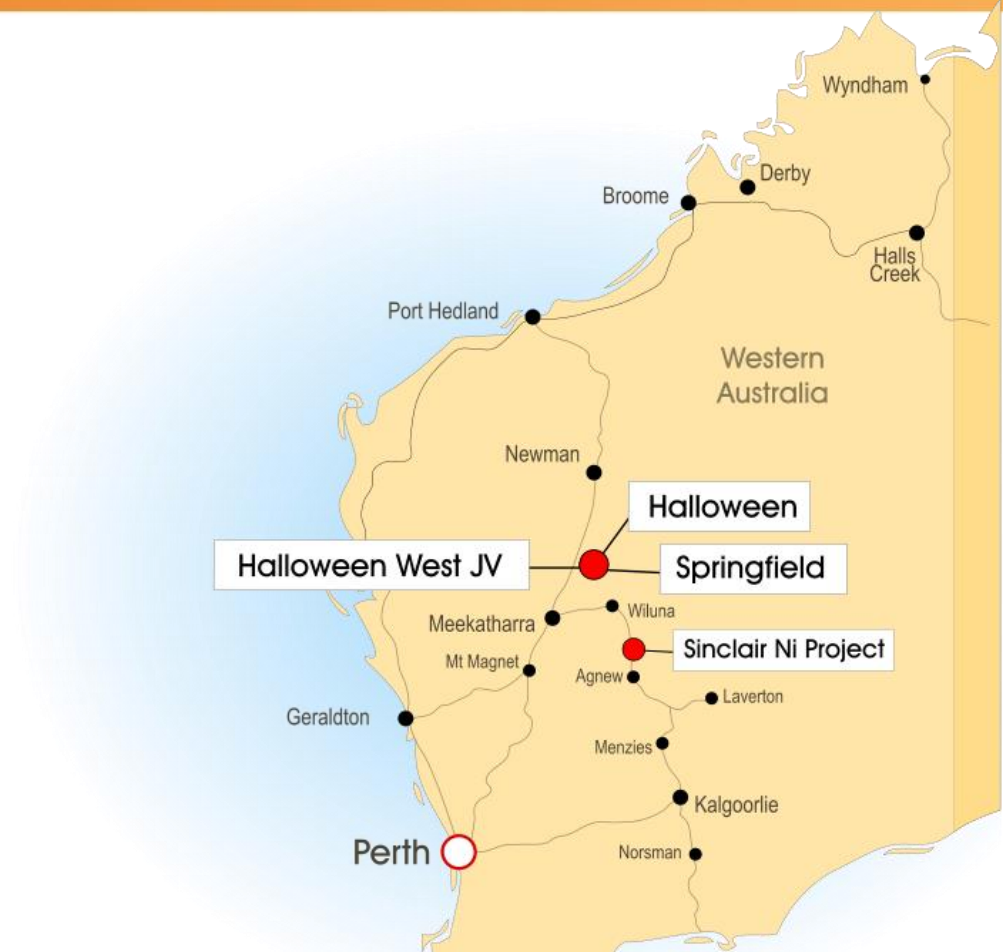 Wyndham
Derby
Broome
Halls
Creek
Port Hedland
Western
Australia
Newman
Halloween
Halloween West JV
Springfield
Wiluna
Meekatharra
Sinclair Ni Project
Mt Magnet
Agnew
Laverton
Geraldton
Menzies
Kalgoorlie
Perth
Norsman